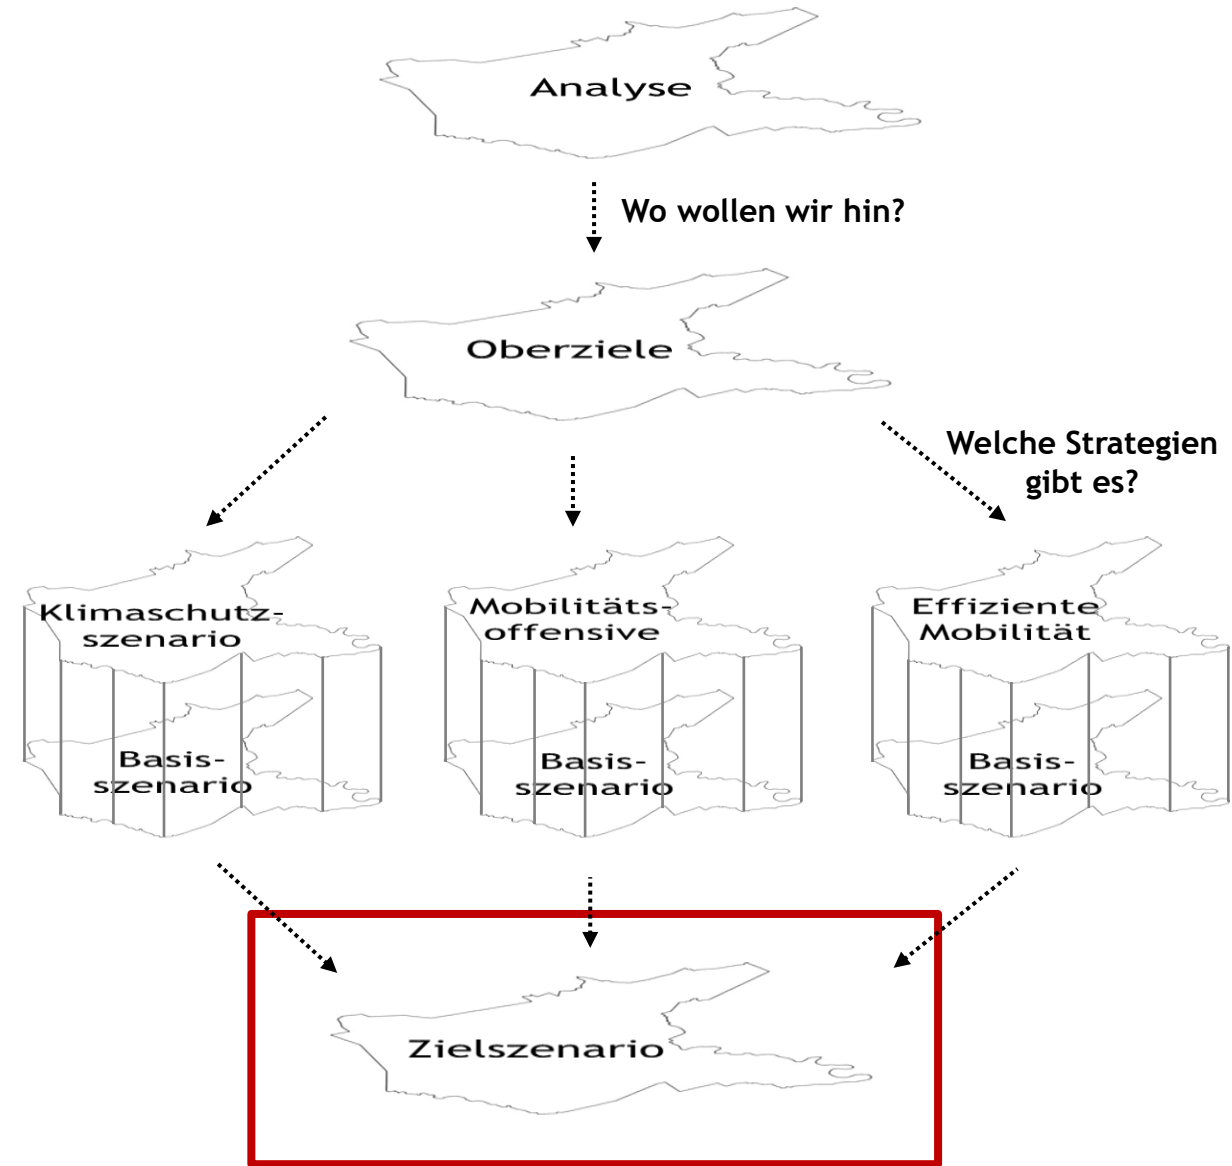 Analyse
Wo wollen wir hin?
Oberziele
Welche Strategien
gibt es?
Klimaschutz-
szenario
Mobilitäts-
offensive
Effiziente
Mobilität
Basis-
szenario
Basis-
szenario
Basis-
szenario
Zielszenario